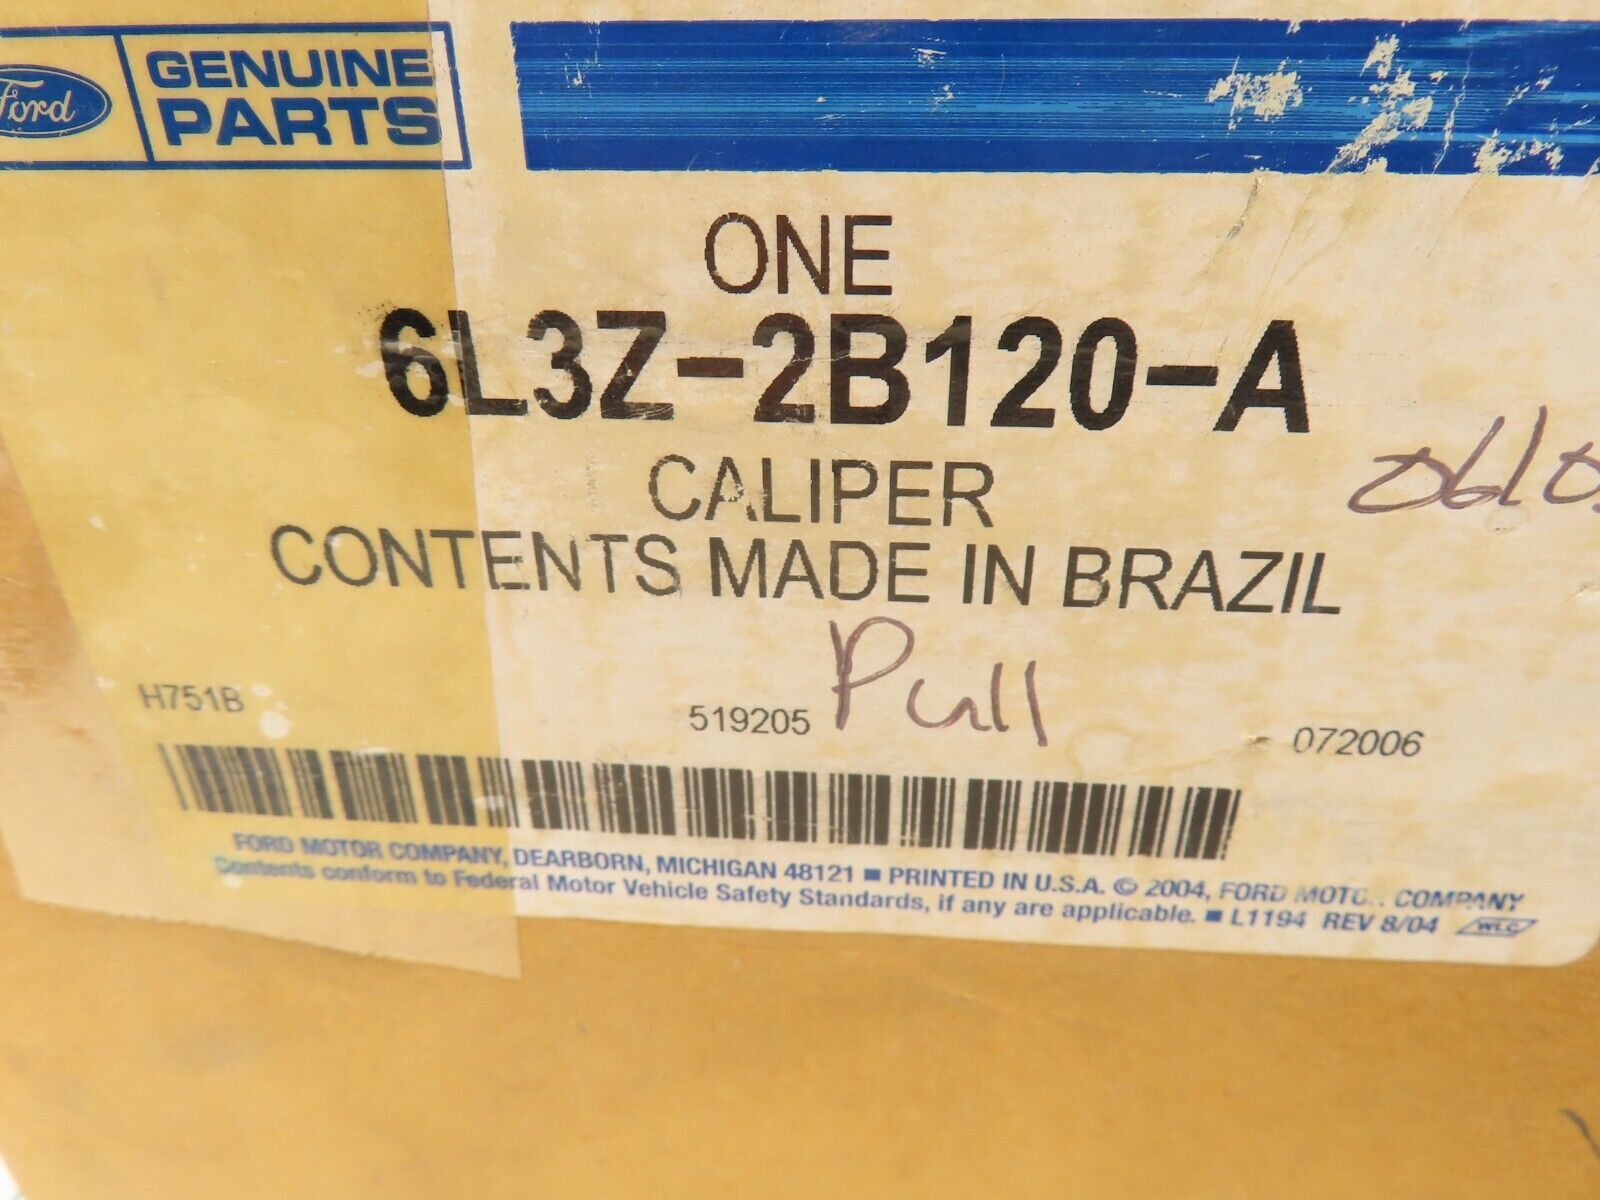 Ford
GENUINE
PARTS
ONE
6L3Z-2B120-A
CALIPER
CONTENTS MADE IN BRAZIL
Pull
H751B 519205 072006
FORD MOTOR COMPANY, DEARBORN, MICHIGAN 48121 ■ PRINTED IN U.S.A. © 2004, FORD MOTOR COMPANY
Contents conform to Federal Motor Vehicle Safety Standards, if any are applicable. ■ L1194 REV 8/04 WLC